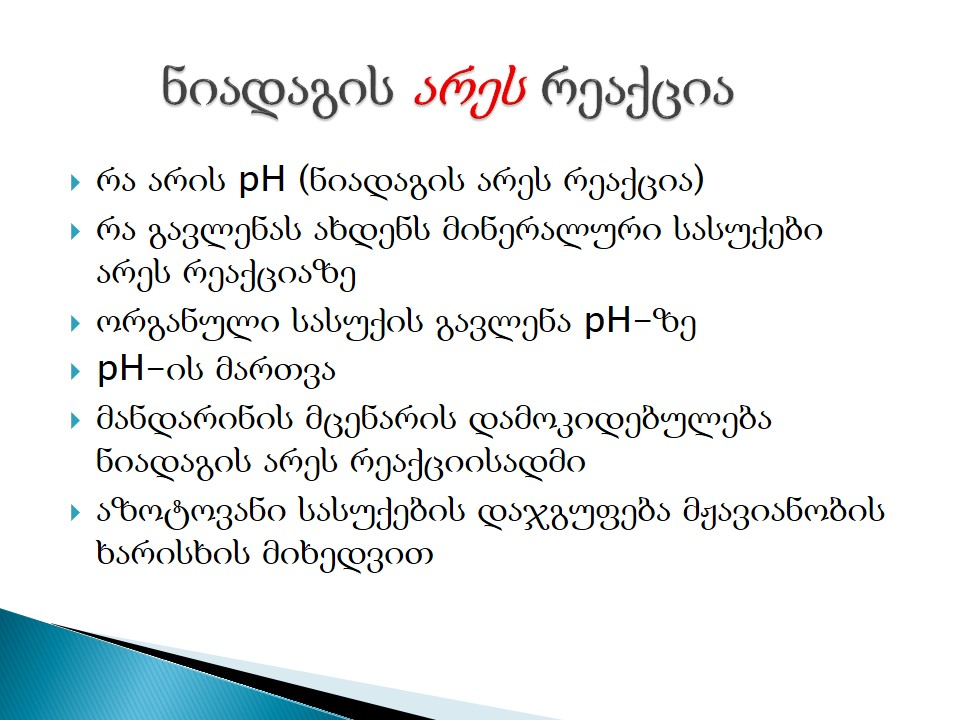 ნიადაგის არეს რეაქცია
რა არის pH (ნიადაგის არეს რეაქცია)
რა გავლენას ახდენს მინერალური სასუქები
არეს რეაქციაზე
ორგანული სასუქის გავლენა pH-ზე
pH-ის მართვა
მანდარინის მცენარის დამოკიდებულება
ნიადაგის არეს რეაქციისადმი
აზოტოვანი სასუქების დაჯგუფება მჟავიანობის
ხარისხის მიხედვით